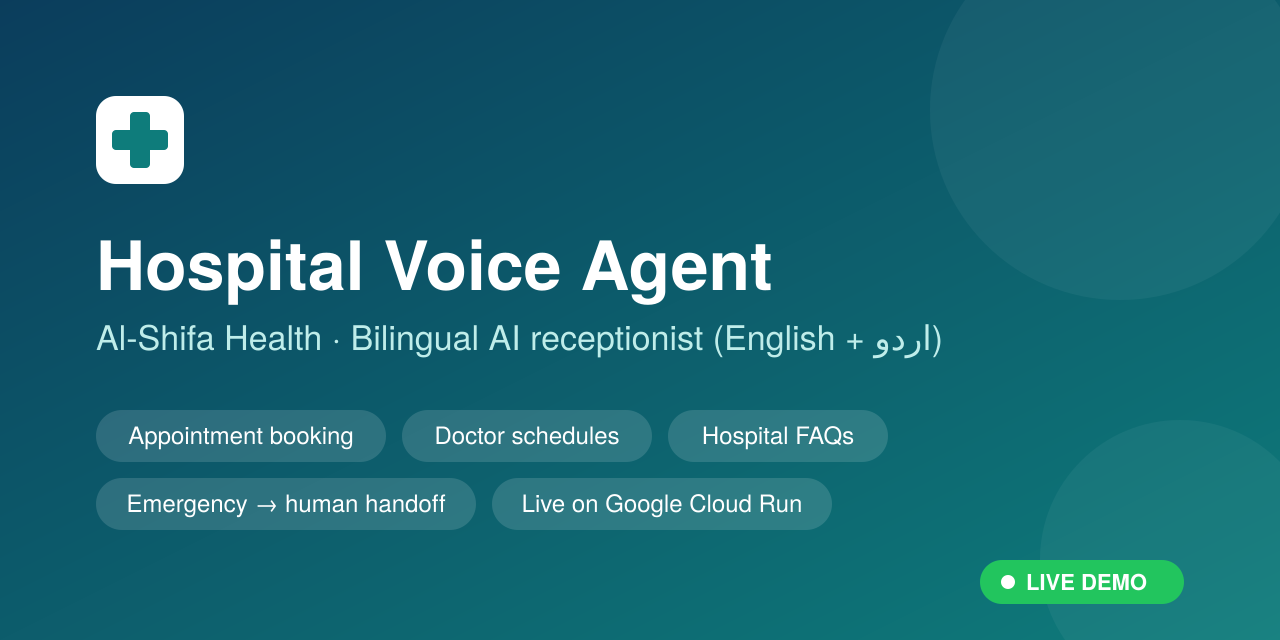 Hospital Voice Agent
Al-Shifa Health · Bilingual AI receptionist (English + اردو)
Appointment booking Doctor schedules Hospital FAQs
Emergency → human handoff Live on Google Cloud Run
LIVE DEMO